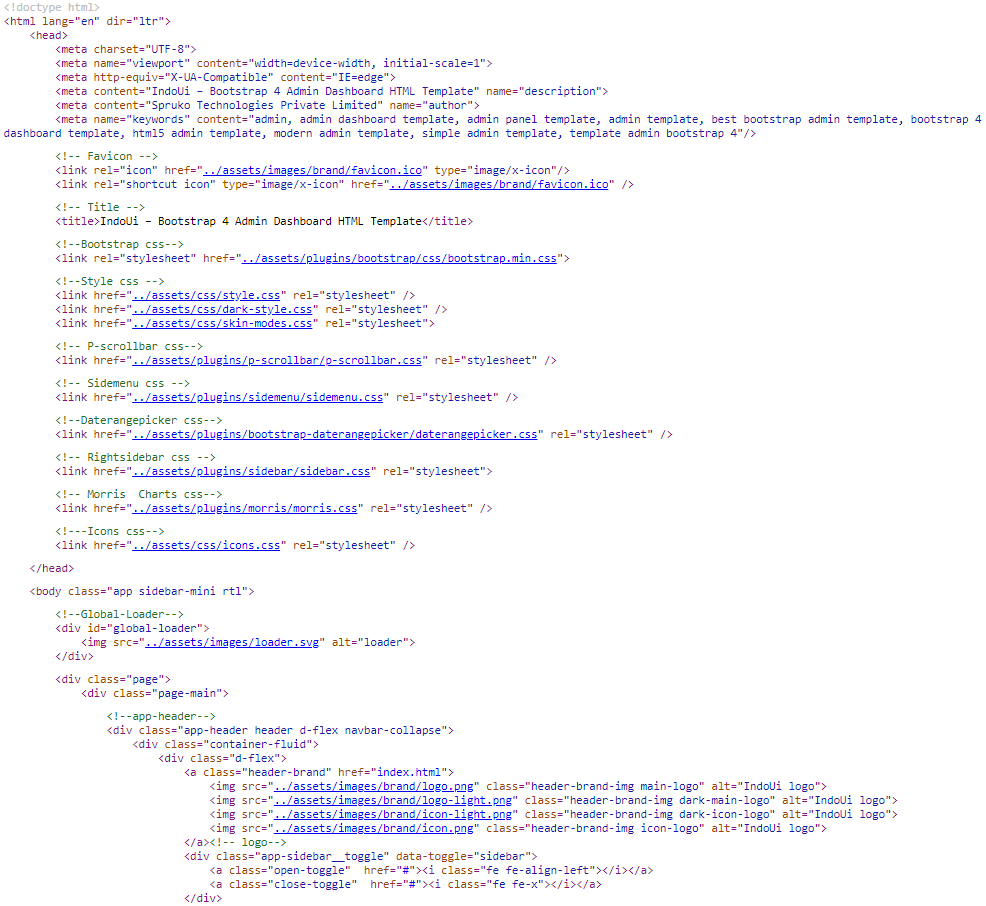 <!doctype html>
<html lang="en" dir="ltr">
<head>
<meta charset="UTF-8">
<meta name="viewport" content="width=device-width, initial-scale=1">
<meta http-equiv="X-UA-Compatible" content="IE=edge">
<meta content="IndoUi – Bootstrap 4 Admin Dashboard HTML Template" name="description">
<meta content="Spruko Technologies Private Limited" name="author">
<meta name="keywords" content="admin, admin dashboard template, admin panel template, admin template, best bootstrap admin template, bootstrap 4
dashboard template, html5 admin template, modern admin template, simple admin template, template admin bootstrap 4"/>
<!-- Favicon -->
<link rel="icon" href="../assets/images/brand/favicon.ico" type="image/x-icon"/>
<link rel="shortcut icon" type="image/x-icon" href="../assets/images/brand/favicon.ico" />
<!-- Title -->
<title>IndoUi – Bootstrap 4 Admin Dashboard HTML Template</title>
<!--Bootstrap css-->
<link rel="stylesheet" href="../assets/plugins/bootstrap/css/bootstrap.min.css">
<!--Style css -->
<link href="../assets/css/style.css" rel="stylesheet" />
<link href="../assets/css/dark-style.css" rel="stylesheet" />
<link href="../assets/css/skin-modes.css" rel="stylesheet">
<!-- P-scrollbar css-->
<link href="../assets/plugins/p-scrollbar/p-scrollbar.css" rel="stylesheet" />
<!-- Sidemenu css -->
<link href="../assets/plugins/sidemenu/sidemenu.css" rel="stylesheet" />
<!--Daterangepicker css-->
<link href="../assets/plugins/bootstrap-daterangepicker/daterangepicker.css" rel="stylesheet" />
<!-- Rightsidebar css -->
<link href="../assets/plugins/sidebar/sidebar.css" rel="stylesheet">
<!-- Morris  Charts css-->
<link href="../assets/plugins/morris/morris.css" rel="stylesheet" />
<!---Icons css-->
<link href="../assets/css/icons.css" rel="stylesheet" />
</head>
<body class="app sidebar-mini rtl">
<!--Global-Loader-->
<div id="global-loader">
<img src="../assets/images/loader.svg" alt="loader">
</div>
<div class="page">
<div class="page-main">
<!--app-header-->
<div class="app-header header d-flex navbar-collapse">
<div class="container-fluid">
<div class="d-flex">
<a class="header-brand" href="index.html">
<img src="../assets/images/brand/logo.png" class="header-brand-img main-logo" alt="IndoUi logo">
<img src="../assets/images/brand/logo-light.png" class="header-brand-img dark-main-logo" alt="IndoUi logo">
<img src="../assets/images/brand/icon-light.png" class="header-brand-img dark-icon-logo" alt="IndoUi logo">
<img src="../assets/images/brand/icon.png" class="header-brand-img icon-logo" alt="IndoUi logo">
</a><!-- logo-->
<div class="app-sidebar__toggle" data-toggle="sidebar">
<a class="open-toggle"  href="#"><i class="fe fe-align-left"></i></a>
<a class="close-toggle"  href="#"><i class="fe fe-x"></i></a>
</div>